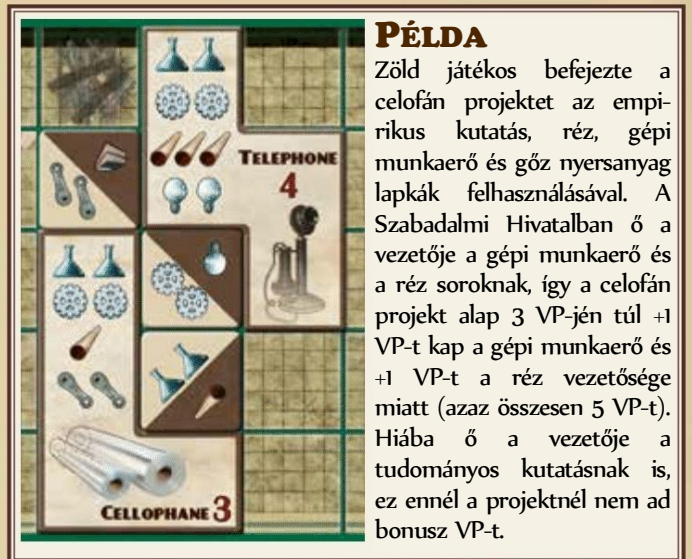 PÉLDA
Zöld játékos befejezte a
celofán projektet az empi-
rikus kutatás, réz, gépi
munkaerő és gőz nyersanyag
lapkák felhasználásával. A
Szabadalmi Hivatalban ő a
vezetője a gépi munkaerő és
a réz soroknak, így a celofán
projekt alap 3 VP-jén túl +1
VP-t kap a gépi munkaerő és
+1 VP-t a réz vezetősége
miatt (azaz összesen 5 VP-t).
Hiába ő a vezetője a
tudományos kutatásnak is,
ez ennél a projektnél nem ad
bonusz VP-t.
TELEPHONE
4
CELLOPHANE 3